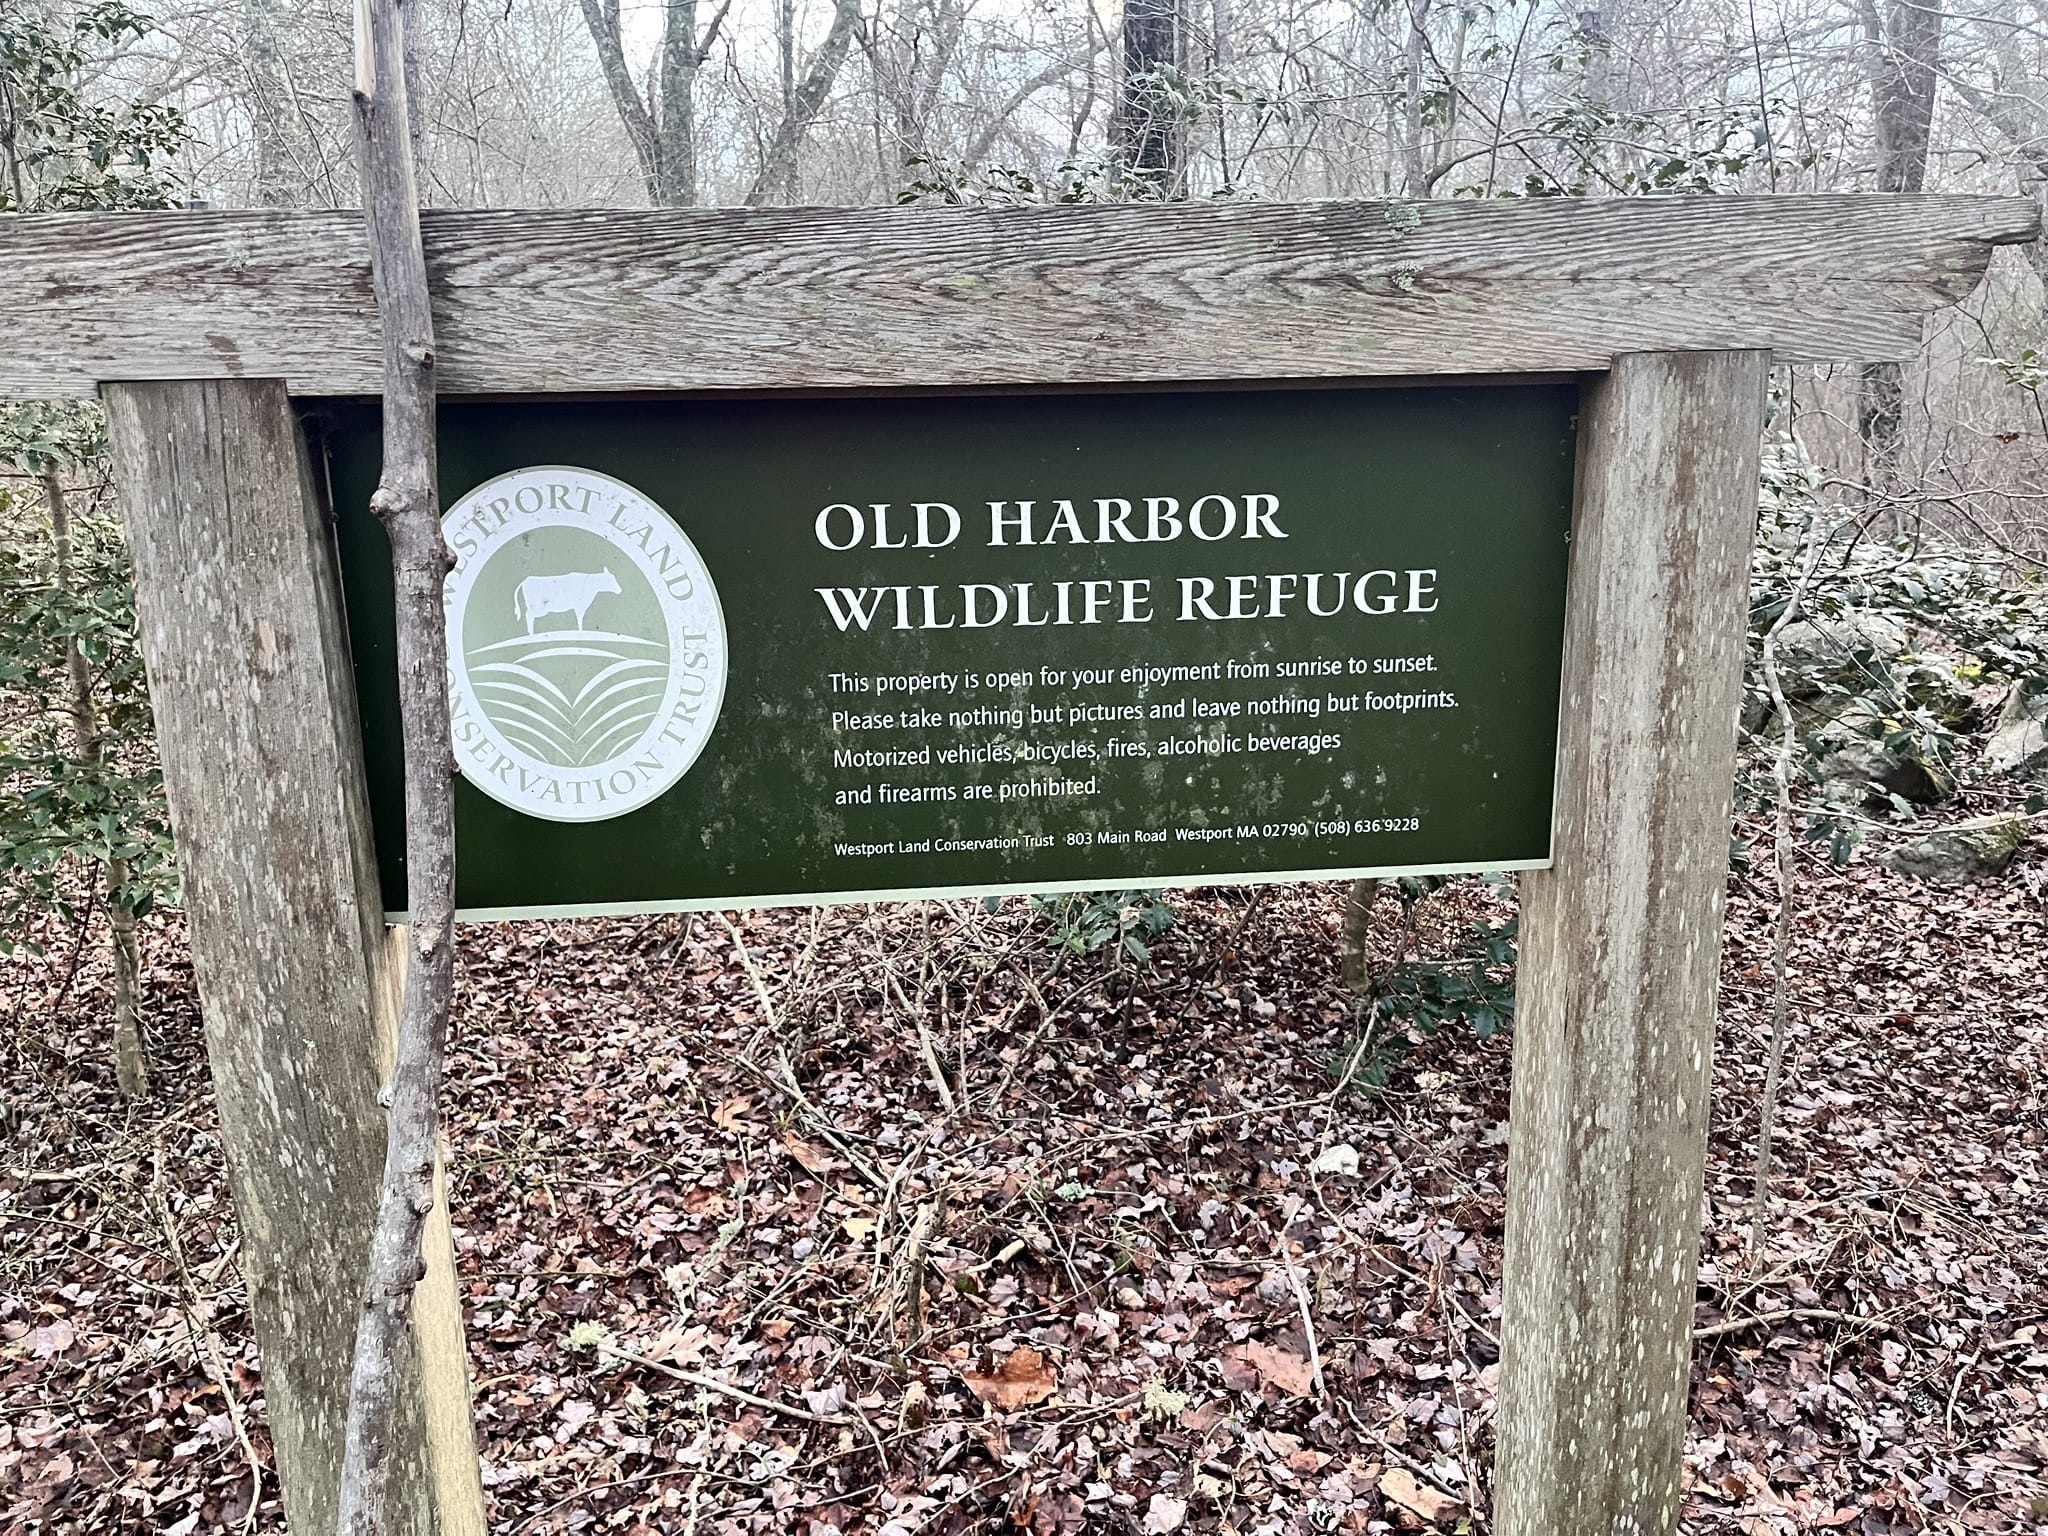 WESTPORT LAND
CONSERVATION TRUST
OLD HARBOR
WILDLIFE REFUGE
This property is open for your enjoyment from sunrise to sunset.
Please take nothing but pictures and leave nothing but footprints.
Motorized vehicles, bicycles, fires, alcoholic beverages
and firearms are prohibited.
Westport Land Conservation Trust 803 Main Road Westport MA 02790 (508) 636 9228